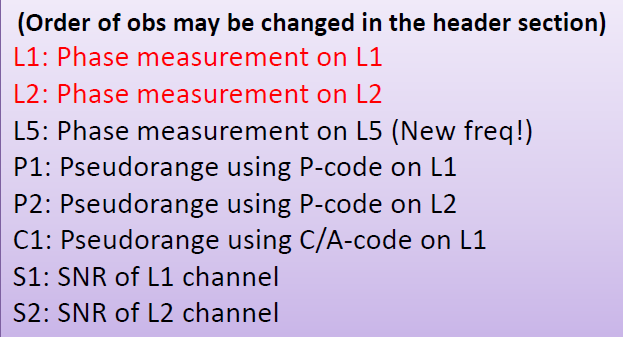 (Order of obs may be changed in the header section)
L1: Phase measurement on L1
L2: Phase measurement on L2
L5: Phase measurement on L5 (New freq!)
P1: Pseudorange using P-code on L1
P2: Pseudorange using P-code on L2
C1: Pseudorange using C/A-code on L1
S1: SNR of L1 channel
S2: SNR of L2 channel